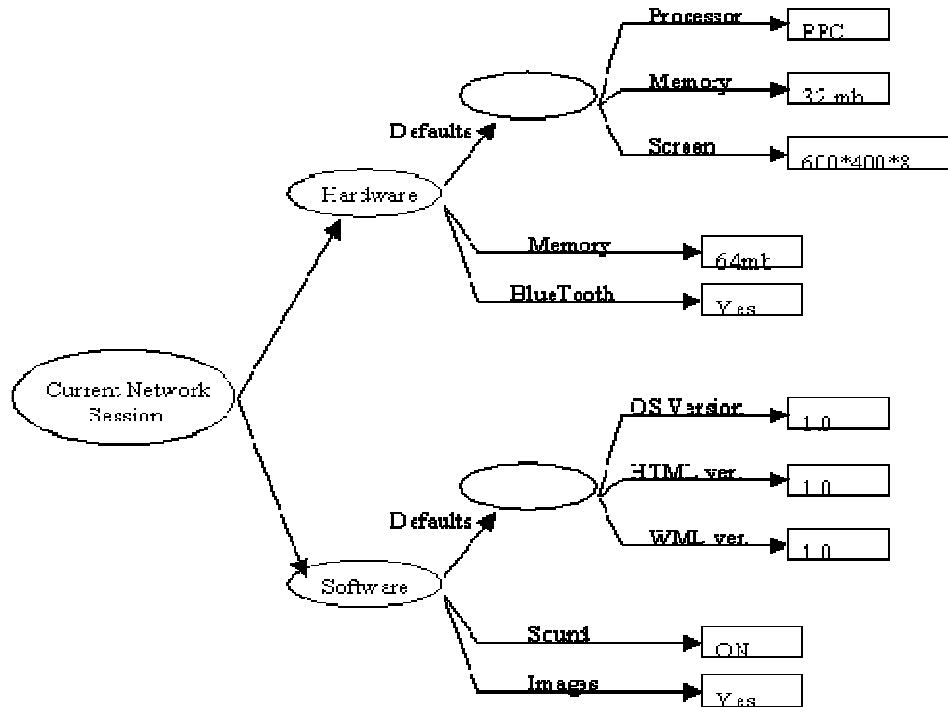 Processor
PPC
Memory
32 mb
Defaults
Screen
600*400*8
Hardware
Memory
64mb
BlueTooth
Yes
Current Network
Session
OS Version
1.0
HTML ver.
1.0
Defaults
WML ver.
1.0
Software
Sound
ON
Images
Yes